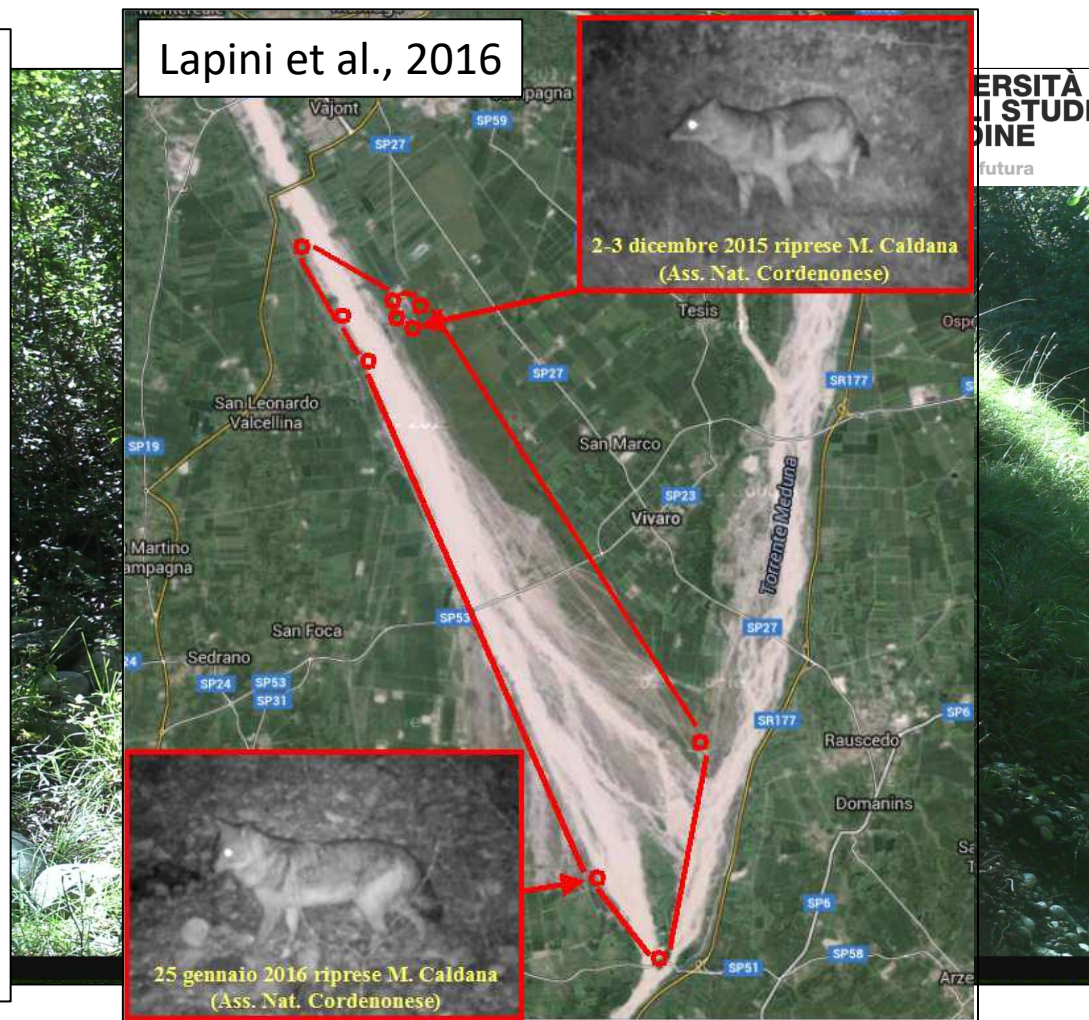 Lapini et al., 2016
ERSITÀ
LI STUDI
DINE
futura
Vajont
SP59
SP27
2-3 dicembre 2015 riprese M. Caldana
(Ass. Nat. Cordenonese)
Tesis
SP27
SR177
San Leonardo
Valcellina
SP19
San Marco
SP23
Vivaro
Torrente Meduna
Martino
ampagna
SP53
San Foca
SP27
24
Sedrano
SP24
SP53
SP31
SR177
SP6
Rauscedo
Domanins
SP6
SP58
SP51
Arze
25 gennaio 2016 riprese M. Caldana
(Ass. Nat. Cordenonese)